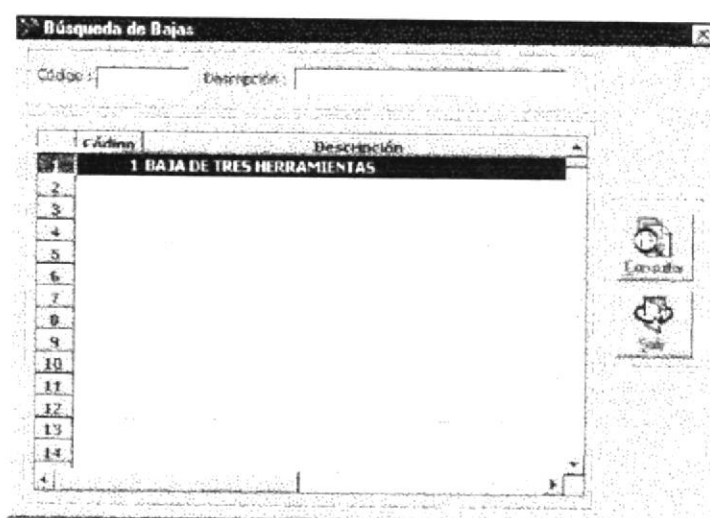 Búsqueda de Bajas
Código :
Descripción :
Código Descripción
1 1 BAJA DE TRES HERRAMIENTAS
2
3
4
5
6
7
8
9
10
11
12
13
14
Consultar
Salir